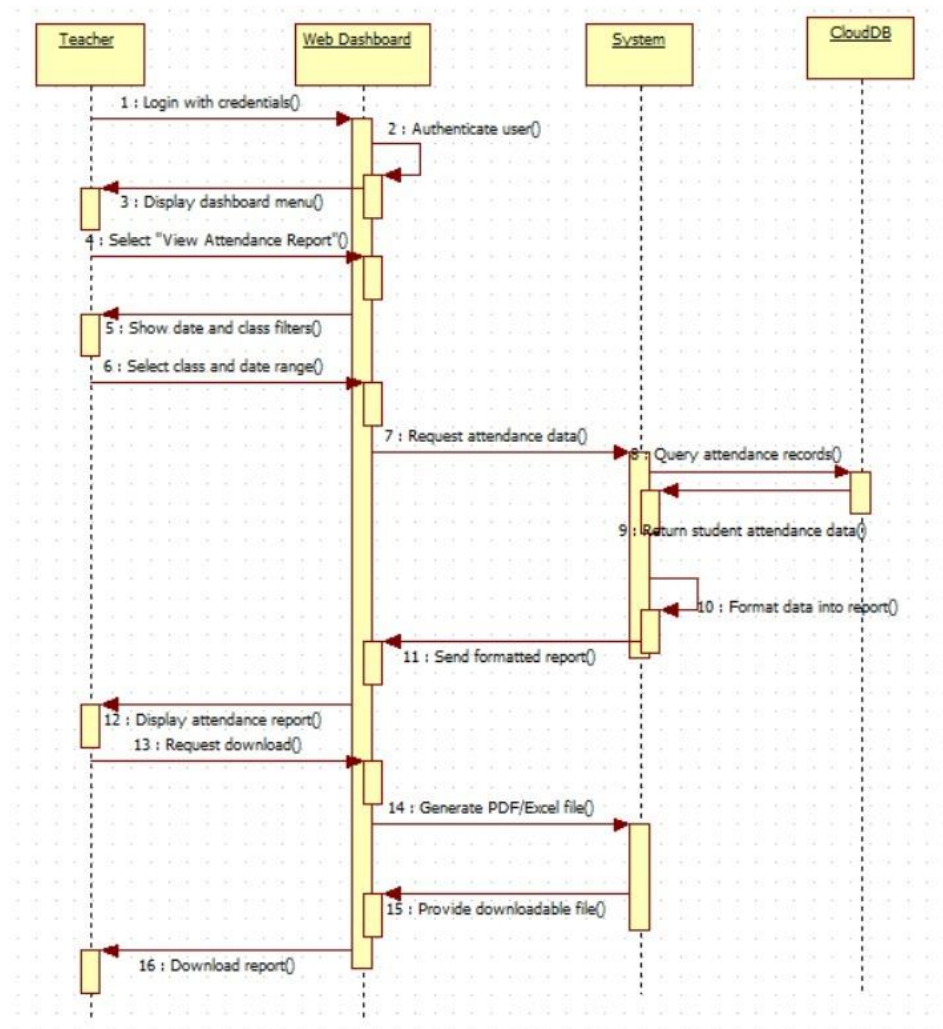 Teacher
Web Dashboard
System
CloudDB
1 : Login with credentials()
2 : Authenticate user()
3 : Display dashboard menu()
4 : Select "View Attendance Report"()
5 : Show date and class filters()
6 : Select class and date range()
7 : Request attendance data()
8 : Query attendance records()
9 : Return student attendance data()
10 : Format data into report()
11 : Send formatted report()
12 : Display attendance report()
13 : Request download()
14 : Generate PDF/Excel file()
15 : Provide downloadable file()
16 : Download report()